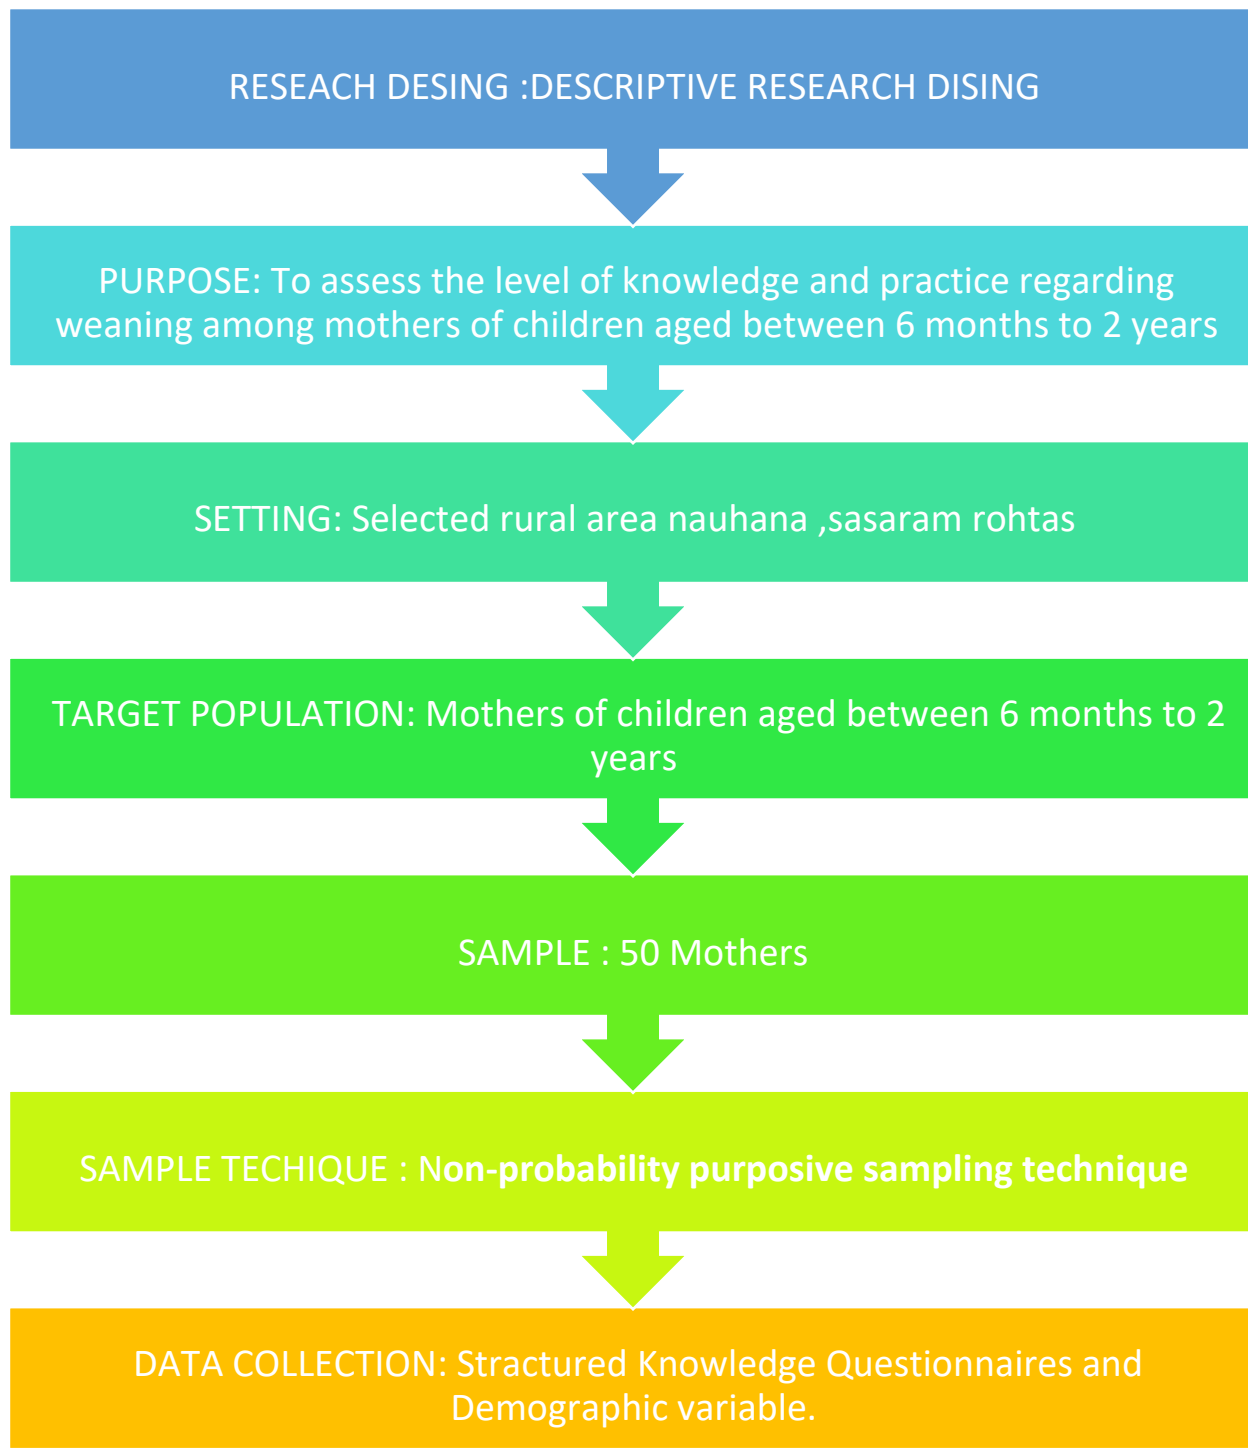 RESEACH DESING :DESCRIPTIVE RESEARCH DISING
PURPOSE: To assess the level of knowledge and practice regarding
weaning among mothers of children aged between 6 months to 2 years
SETTING: Selected rural area nauhana ,sasaram rohtas
TARGET POPULATION: Mothers of children aged between 6 months to 2
years
SAMPLE : 50 Mothers
SAMPLE TECHIQUE : Non-probability purposive sampling technique
DATA COLLECTION: Stractured Knowledge Questionnaires and
Demographic variable.